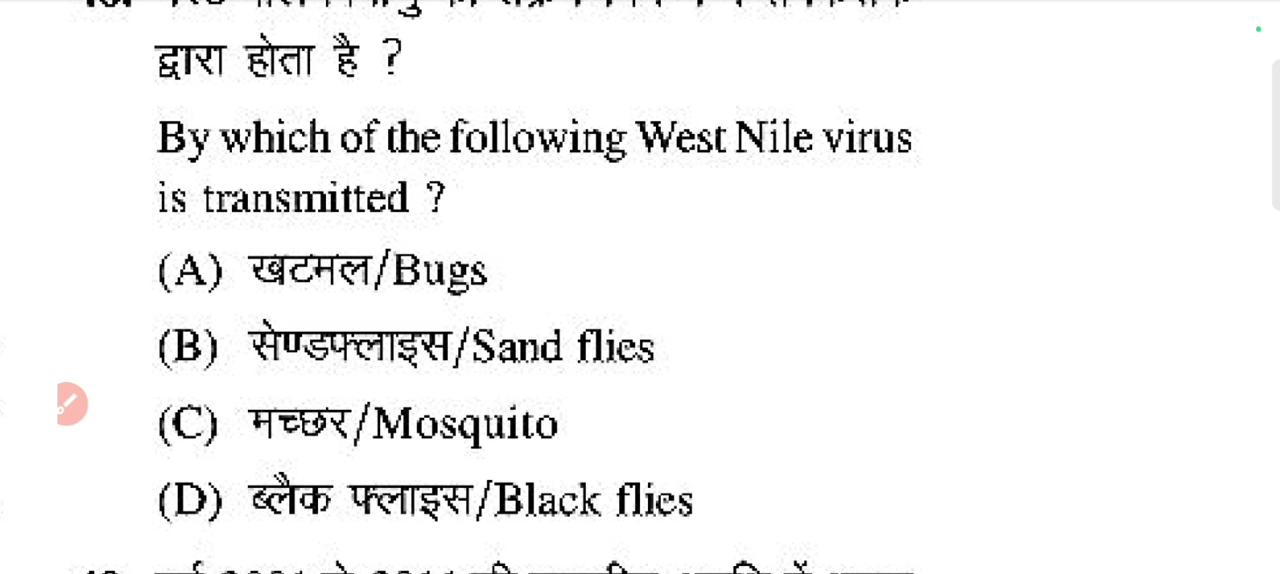 द्वारा होता है ?
By which of the following West Nile virus
is transmitted ?
(A) खटमल/Bugs
(B) सेण्डफ्लाइस/Sand flies
(C) मच्छर/Mosquito
(D) ब्लैक फ्लाइस/Black flies